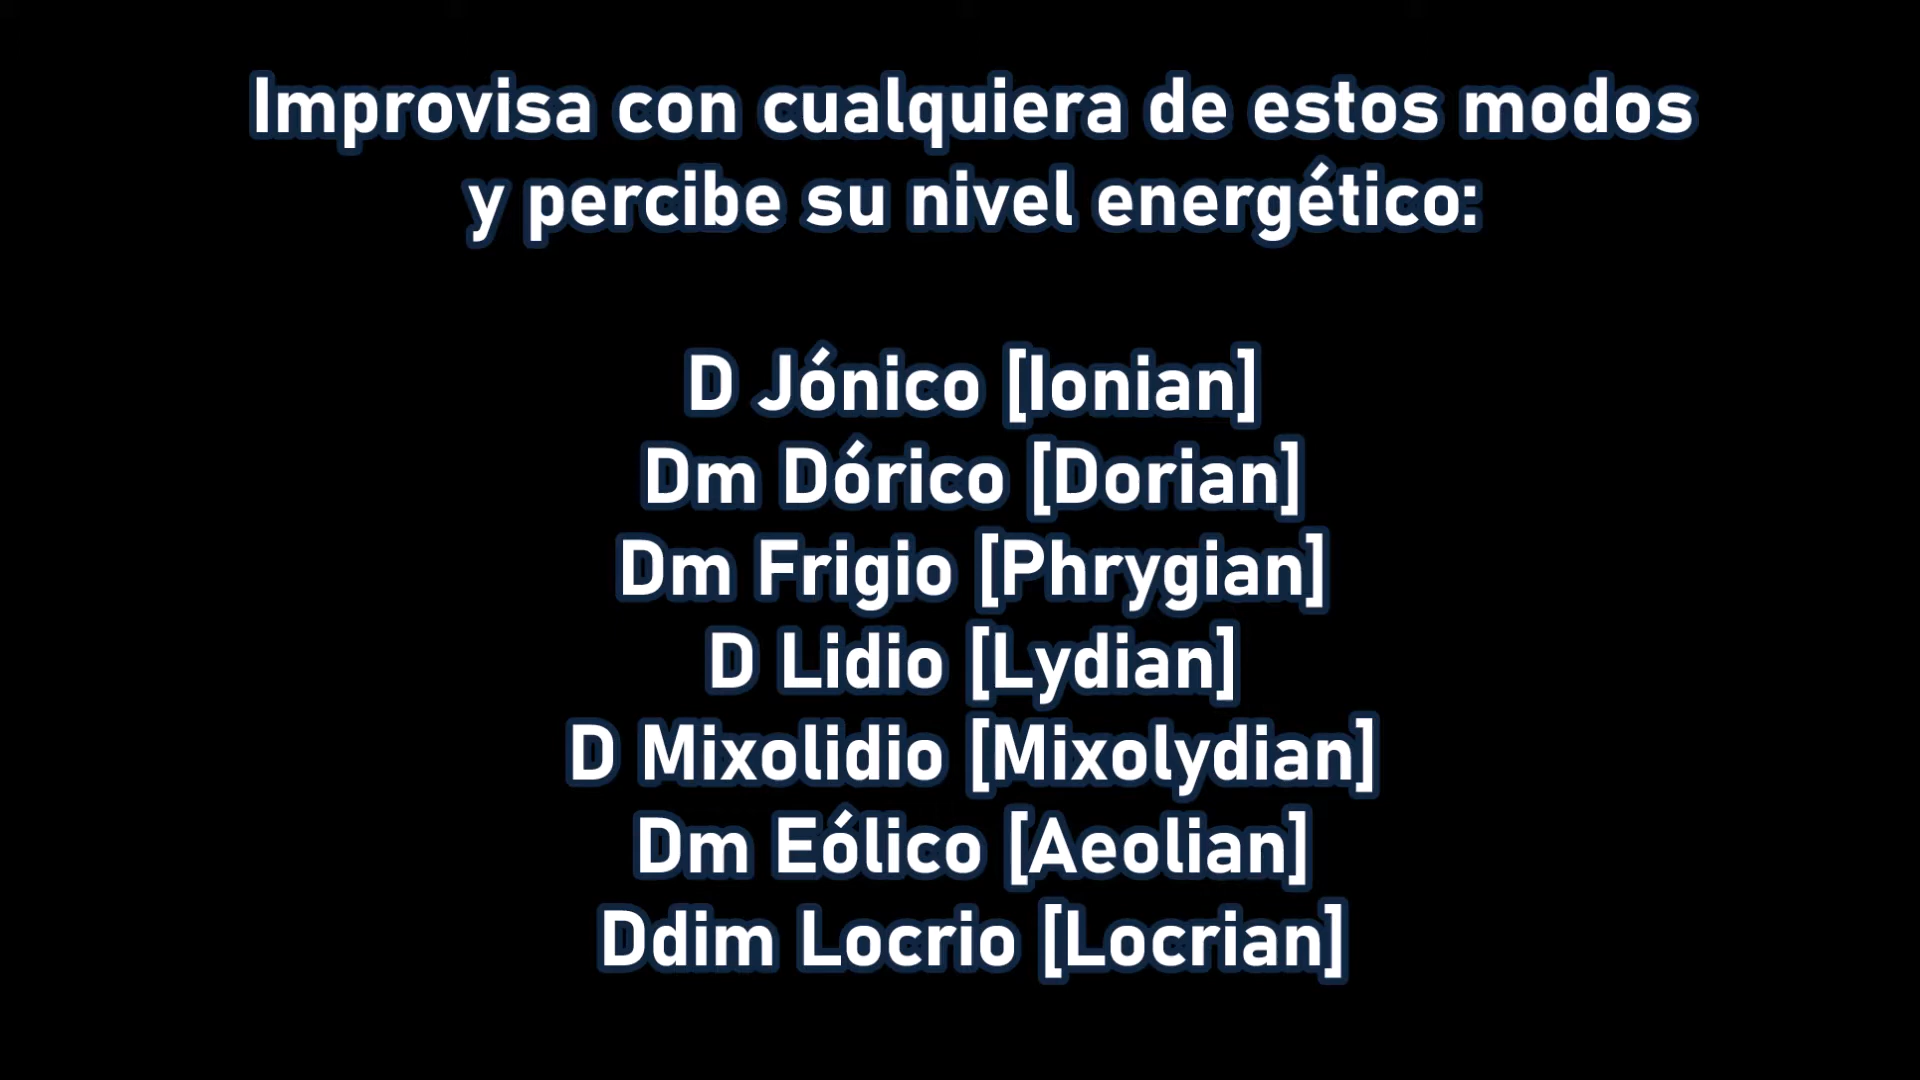 Improvisa con cualquiera de estos modos
y percibe su nivel energético:
D Jónico [Ionian]
Dm Dórico [Dorian]
Dm Frigio [Phrygian]
D Lidio [Lydian]
D Mixolidio [Mixolydian]
Dm Eólico [Aeolian]
Ddim Locrio [Locrian]